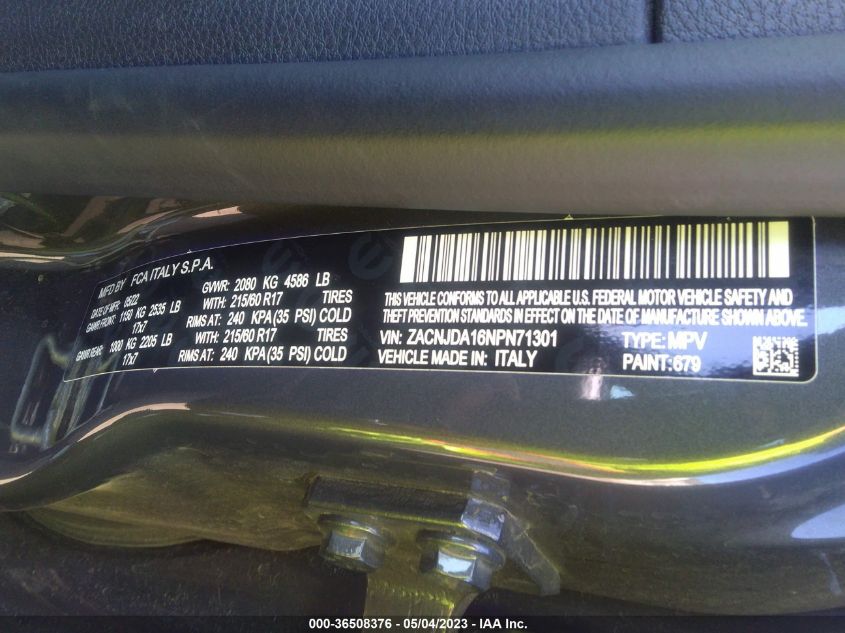 MFD BY FCA ITALY S.P.A.
DATE OF MFR 0522 GVWR: 2080 KG 4586 LB
GAWR FRONT: 1150 KG 2535 LB WITH: 215/60 R17 TIRES
17x7 RIMS AT: 240 KPA(35 PSI) COLD
GAWR REAR: 1000 KG 2205 LB WITH: 215/60 R17 TIRES
17x7 RIMS AT: 240 KPA(35 PSI) COLD
THIS VEHICLE CONFORMS TO ALL APPLICABLE U.S. FEDERAL MOTOR VEHICLE SAFETY AND
THEFT PREVENTION STANDARDS IN EFFECT ON THE DATE OF MANUFACTURE SHOWN ABOVE.
VIN: ZACNJDA16NPN71301 TYPE: MPV
VEHICLE MADE IN: ITALY PAINT:679
000-36508376 - 05/04/2023 - IAA Inc.